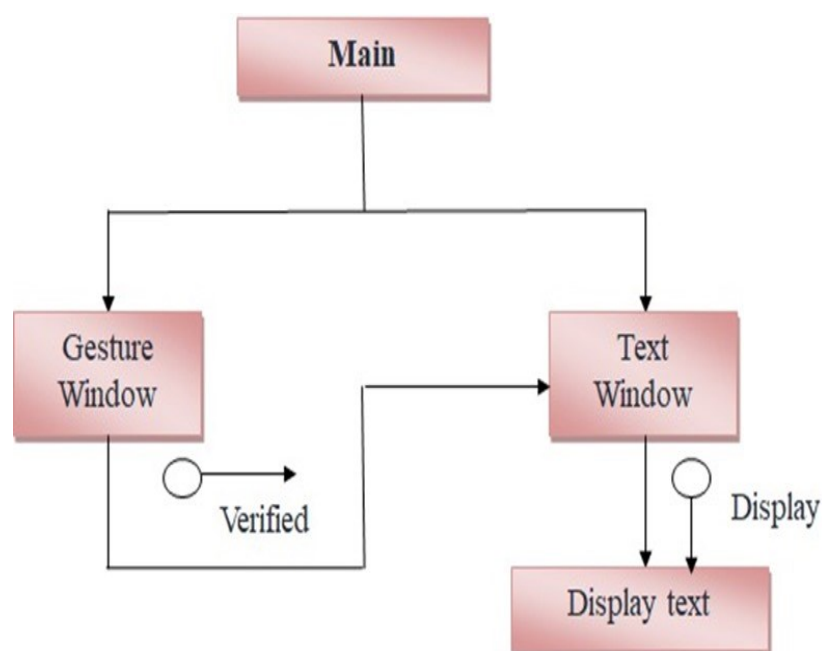 Main
Gesture
Window
Text
Window
Verified
Display
Display text